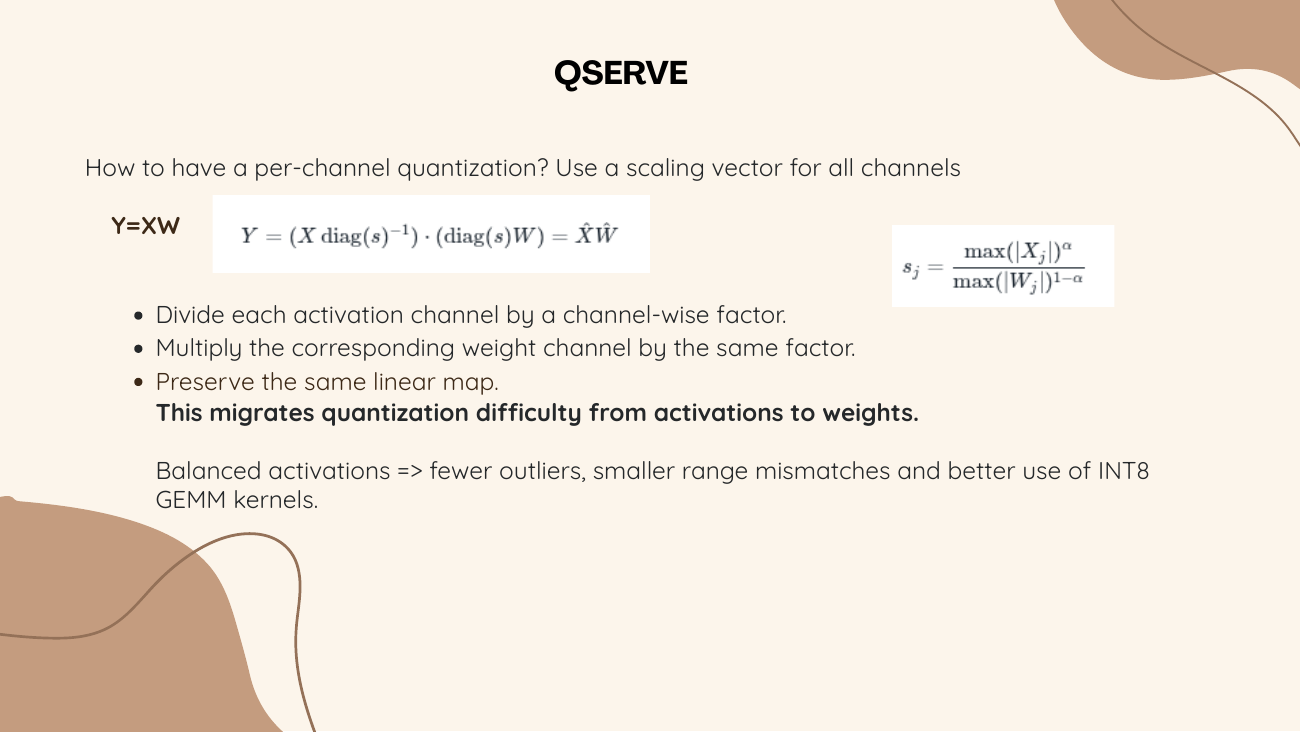 QSERVE
How to have a per-channel quantization? Use a scaling vector for all channels
Y=XW
Y = (X diag(s)⁻¹) · (diag(s)W) = X̂Ŵ
sⱼ = max(|Xⱼ|)^α / max(|Wⱼ|)^(1−α)
• Divide each activation channel by a channel-wise factor.
• Multiply the corresponding weight channel by the same factor.
• Preserve the same linear map.
This migrates quantization difficulty from activations to weights.
Balanced activations => fewer outliers, smaller range mismatches and better use of INT8
GEMM kernels.